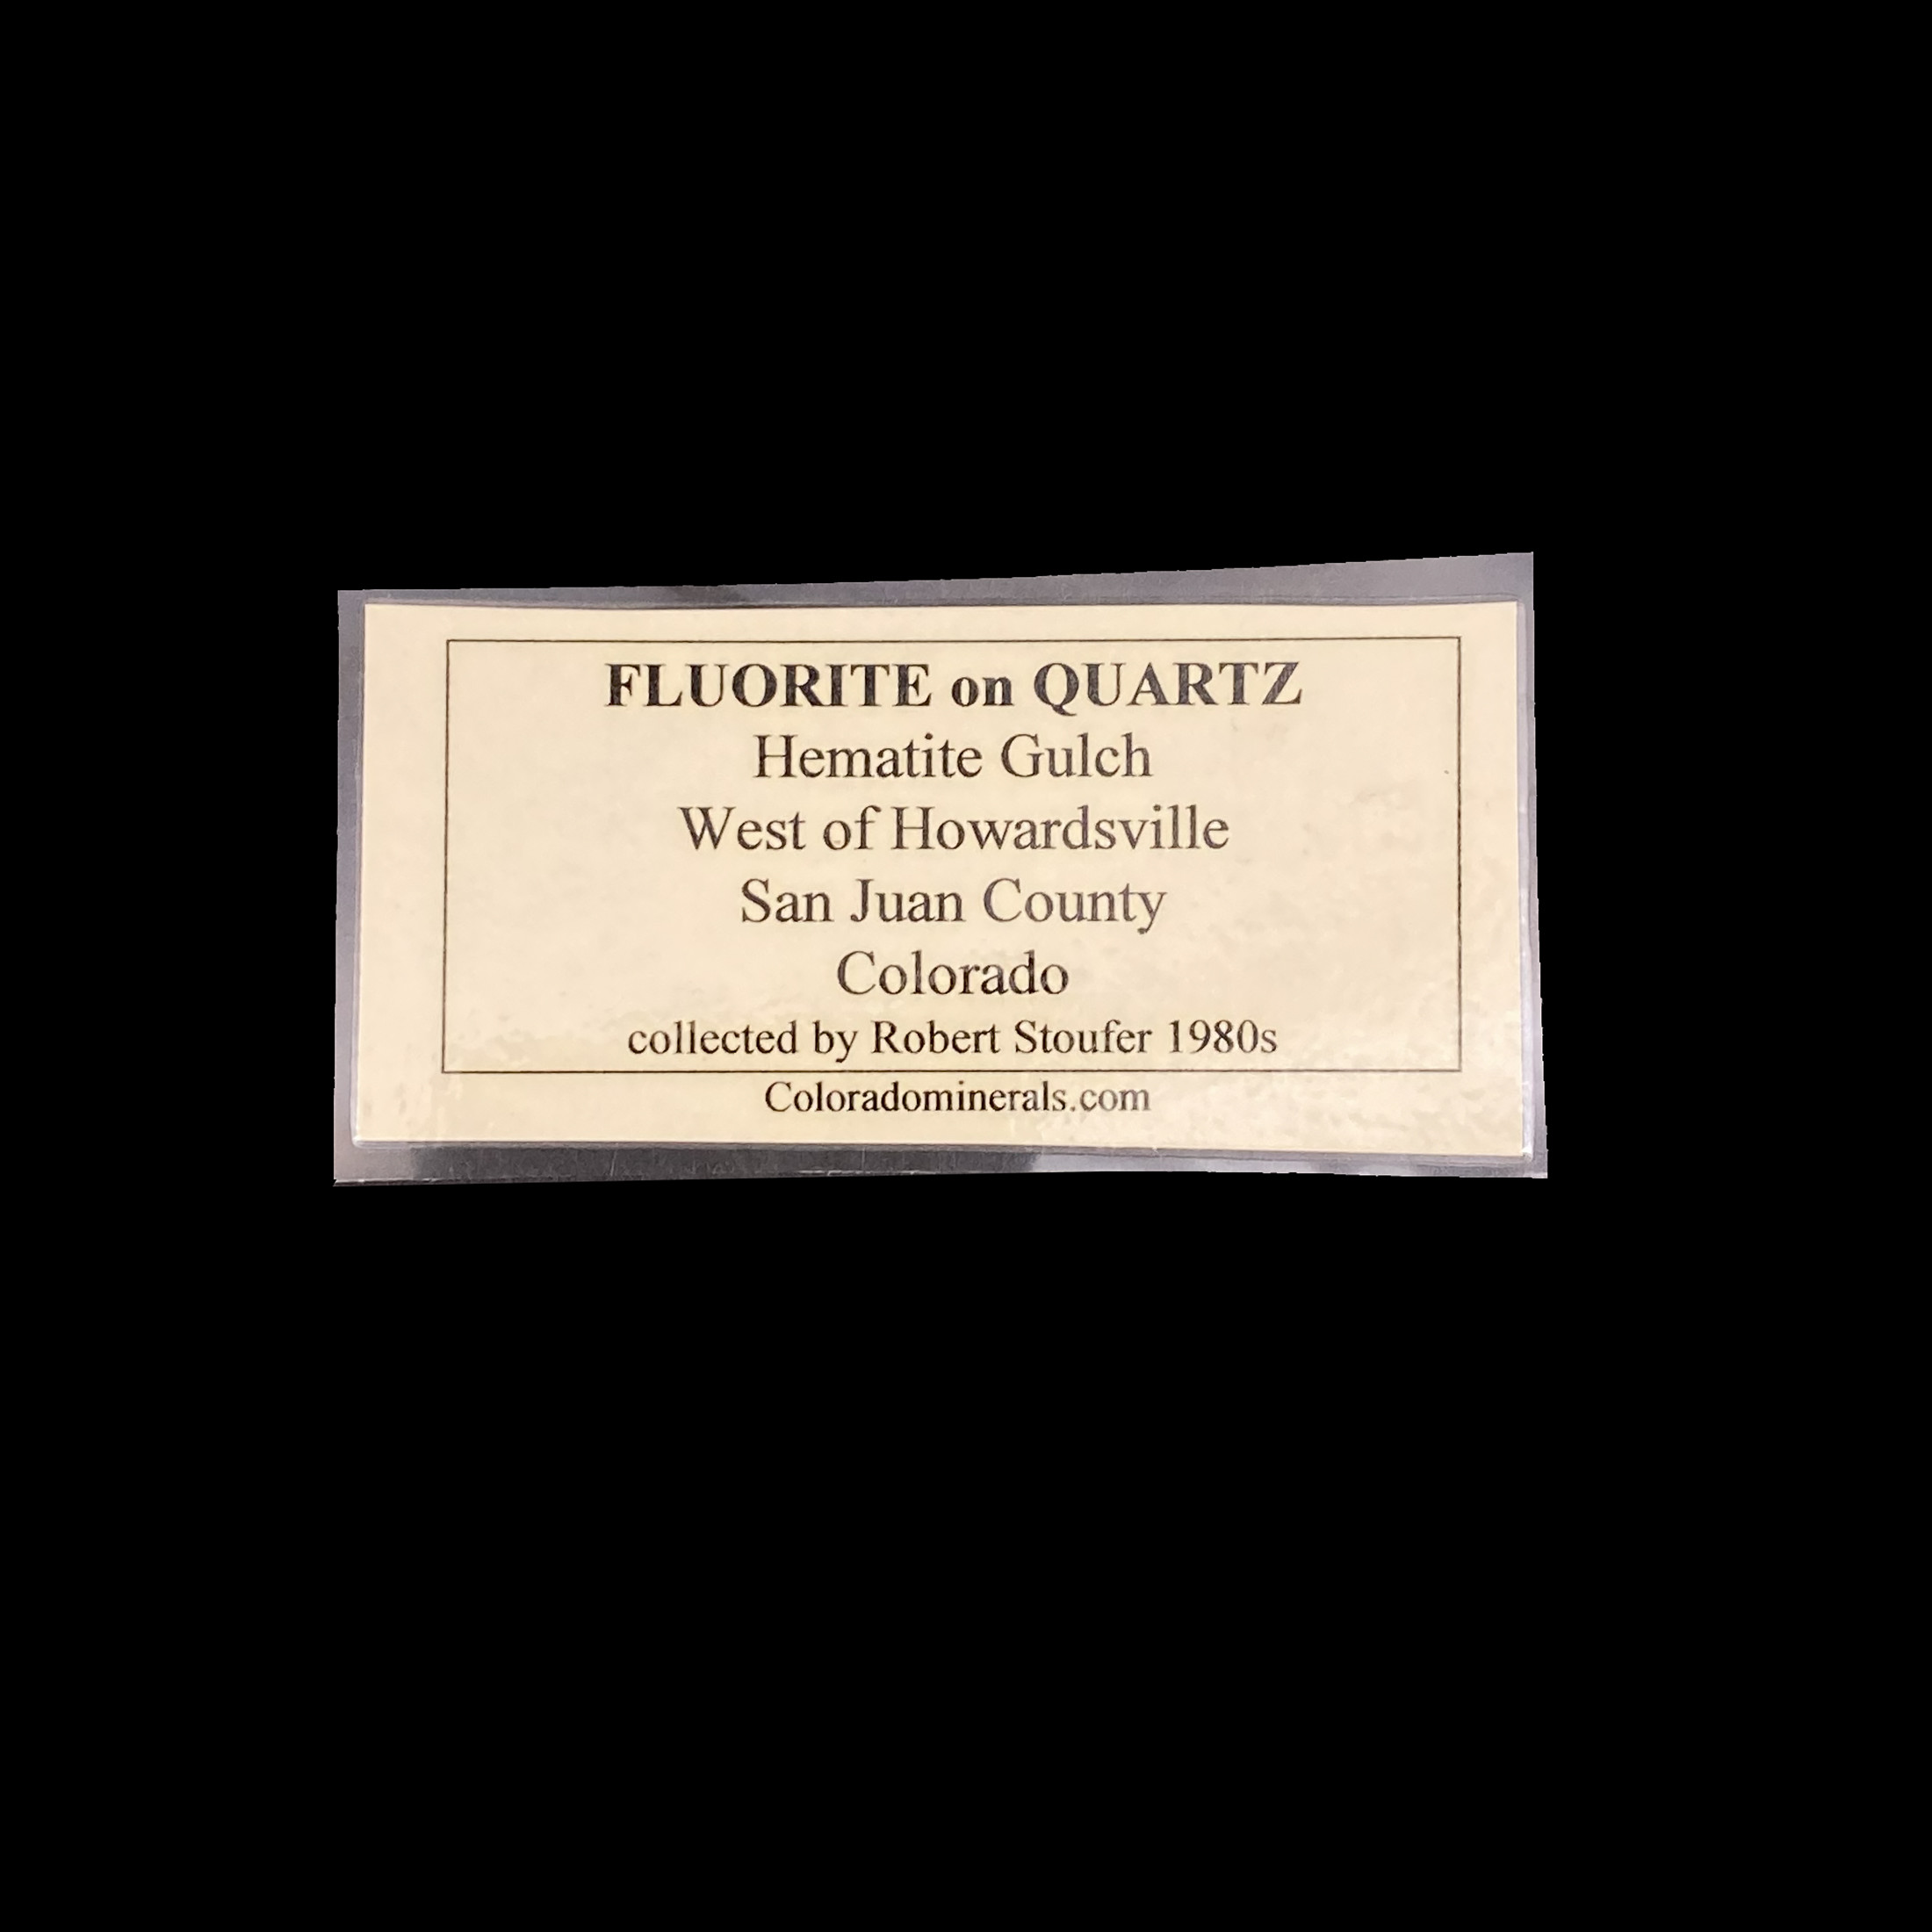 FLUORITE on QUARTZ
Hematite Gulch
West of Howardsville
San Juan County
Colorado
collected by Robert Stoufer 1980s
Coloradominerals.com